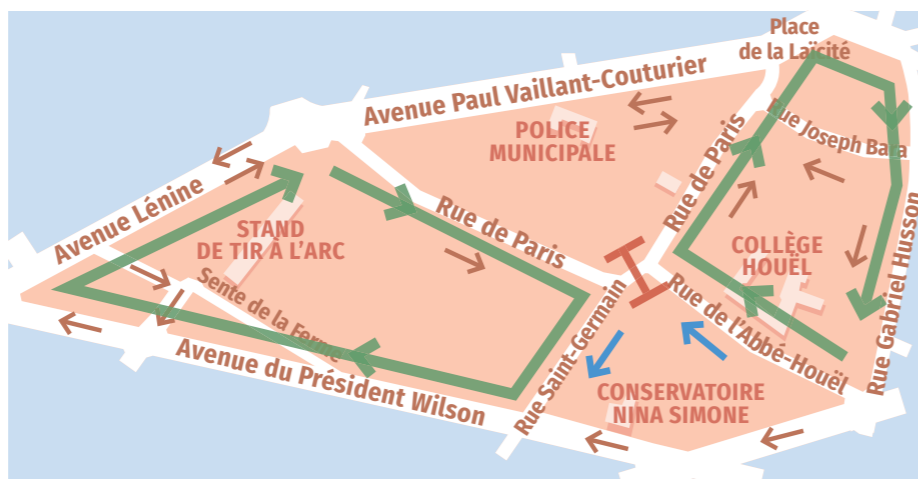 Place
de la Laïcité
Avenue Paul Vaillant-Couturier
Rue Joseph Bara
POLICE
MUNICIPALE
Rue de Paris
Avenue Lénine
Rue de Paris
STAND
DE TIR À L'ARC
COLLÈGE
HOUËL
Rue Gabriel Husson
Sente de la Ferme
Rue Saint-Germain
Rue de l'Abbé-Houël
Avenue du Président Wilson
CONSERVATOIRE
NINA SIMONE